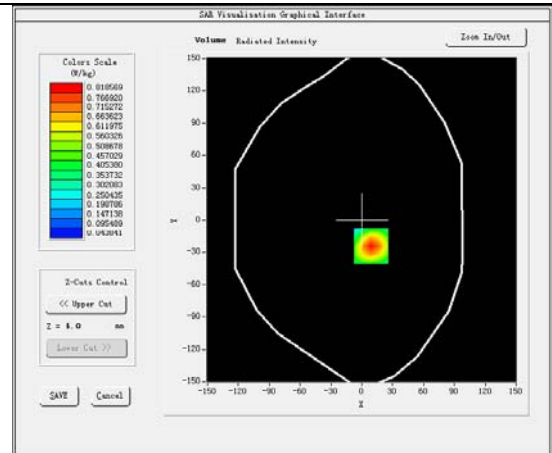 SAR Visualisation Graphical Interface
Volume Radiated Intensity
Zoom In/Out
Colors Scale
(W/kg)
0.818569
0.766920
0.715272
0.663623
0.611975
0.560326
0.508678
0.457029
0.405380
0.353732
0.302083
0.250435
0.198786
0.147138
0.095489
0.043841
150
120
90
60
30
0
-30
-60
-90
-120
-150
Y
-150 -120 -90 -60 -30 0 30 60 90 120 150
X
Z-Cuts Control
<< Upper Cut
Z = 4.0 mm
Lower Cut >>
SAVE Cancel